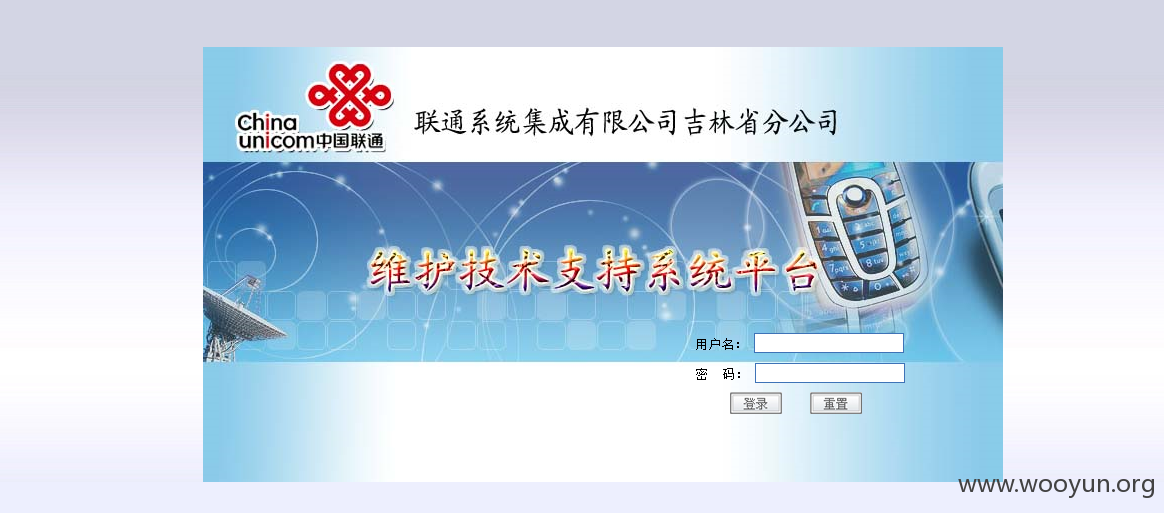 China
unicom中国联通
联通系统集成有限公司吉林省分公司
维护技术支持系统平台
用户名：
密 码：
登录 重置
www.wooyun.org